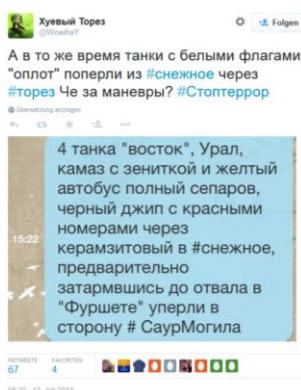 Хуевый Торез
@WowihaY
Folgen
А в то же время танки с белыми флагами
"оплот" поперли из #снежное через
#торез Че за маневры? #Стоптеррор
Übersetzung anzeigen
4 танка "восток", Урал,
камаз с зениткой и желтый
автобус полный сепаров,
черный джип с красными
номерами через
керамзитовый в #снежное,
предварительно
затармвшись до отвала в
"Фуршете" уперли в
сторону # СаурМогила
15:22
RETWEETS FAVORITEN
67 4